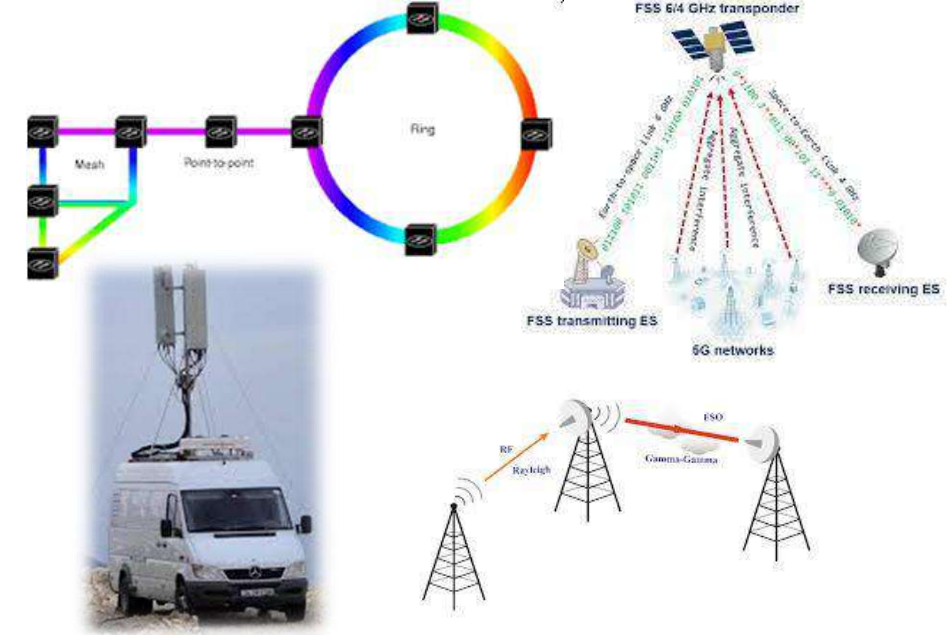 FSS 6/4 GHz transponder
Mesh
Point-to-point
Ring
Earth-to-space link 6 GHz
Aggregate interference
Aggregate interference
Space-to-Earth link 4 GHz
FSS transmitting ES
5G networks
FSS receiving ES
RF
Rayleigh
FSO
Gamma-Gamma